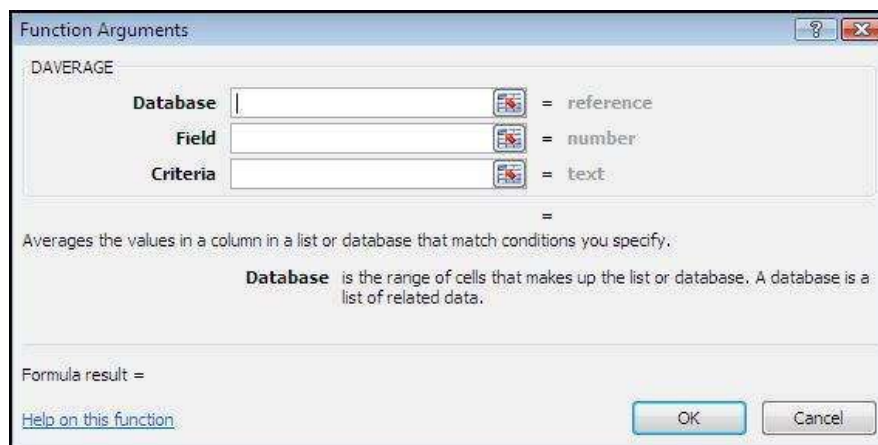 Function Arguments
?
DAVERAGE
Database = reference
Field = number
Criteria = text
=
Averages the values in a column in a list or database that match conditions you specify.
Database is the range of cells that makes up the list or database. A database is a
list of related data.
Formula result =
Help on this function OK Cancel